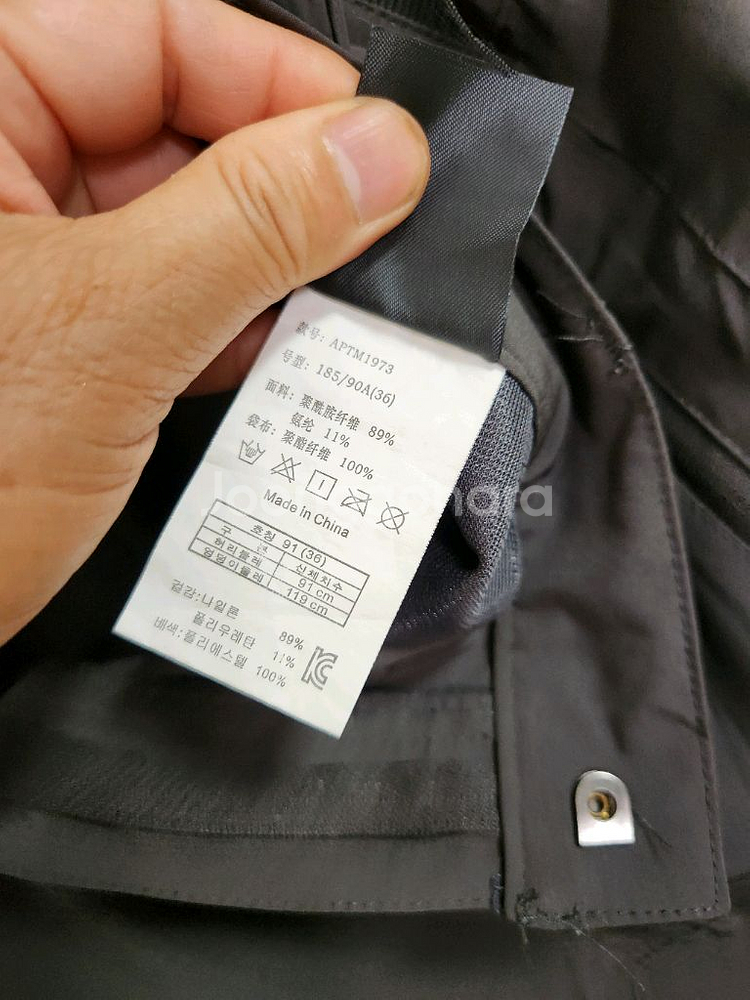 款号: APTM1973
号型: 185/90A(36)
面料: 聚酰胺纤维 89%
氨纶 11%
袋布: 聚酯纤维 100%
Made in China
구 호칭 91 (36)
신체치수
허리둘레 91 cm
엉덩이둘레 119 cm
겉감:나일론 89%
폴리우레탄 11%
배색:폴리에스텔 100%